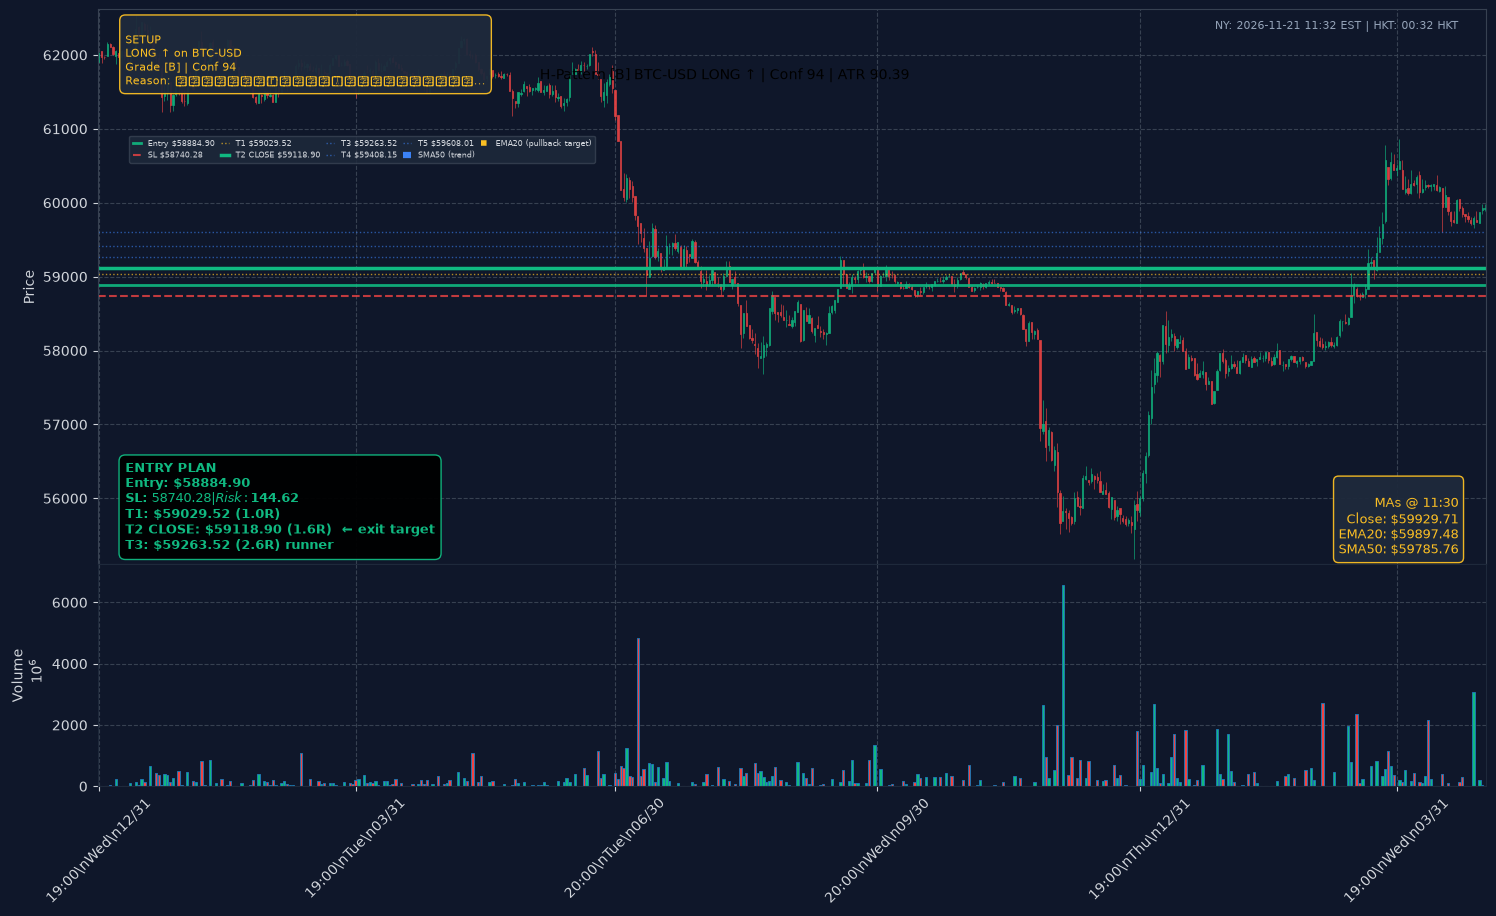 NY: 2026-11-21 11:32 EST | HKT: 00:32 HKT
SETUP
LONG ↑ on BTC-USD
Grade [B] | Conf 94
Reason: T T ...
H-Pattern [B] BTC-USD LONG ↑ | Conf 94 | ATR 90.39
Entry $58884.90
SL $58740.28
T1 $59029.52
T2 CLOSE $59118.90
T3 $59263.52
T4 $59408.15
T5 $59608.01
SMA50 (trend)
EMA20 (pullback target)
Price
62000
61000
60000
59000
58000
57000
56000
ENTRY PLAN
Entry: $58884.90
SL: 58740.28|Risk:144.62
T1: $59029.52 (1.0R)
T2 CLOSE: $59118.90 (1.6R) ← exit target
T3: $59263.52 (2.6R) runner
MAs @ 11:30
Close: $59929.71
EMA20: $59897.48
SMA50: $59785.76
Volume
10⁶
6000
4000
2000
0
19:00\nWed\n12/31
19:00\nTue\n03/31
20:00\nTue\n06/30
20:00\nWed\n09/30
19:00\nThu\n12/31
19:00\nWed\n03/31